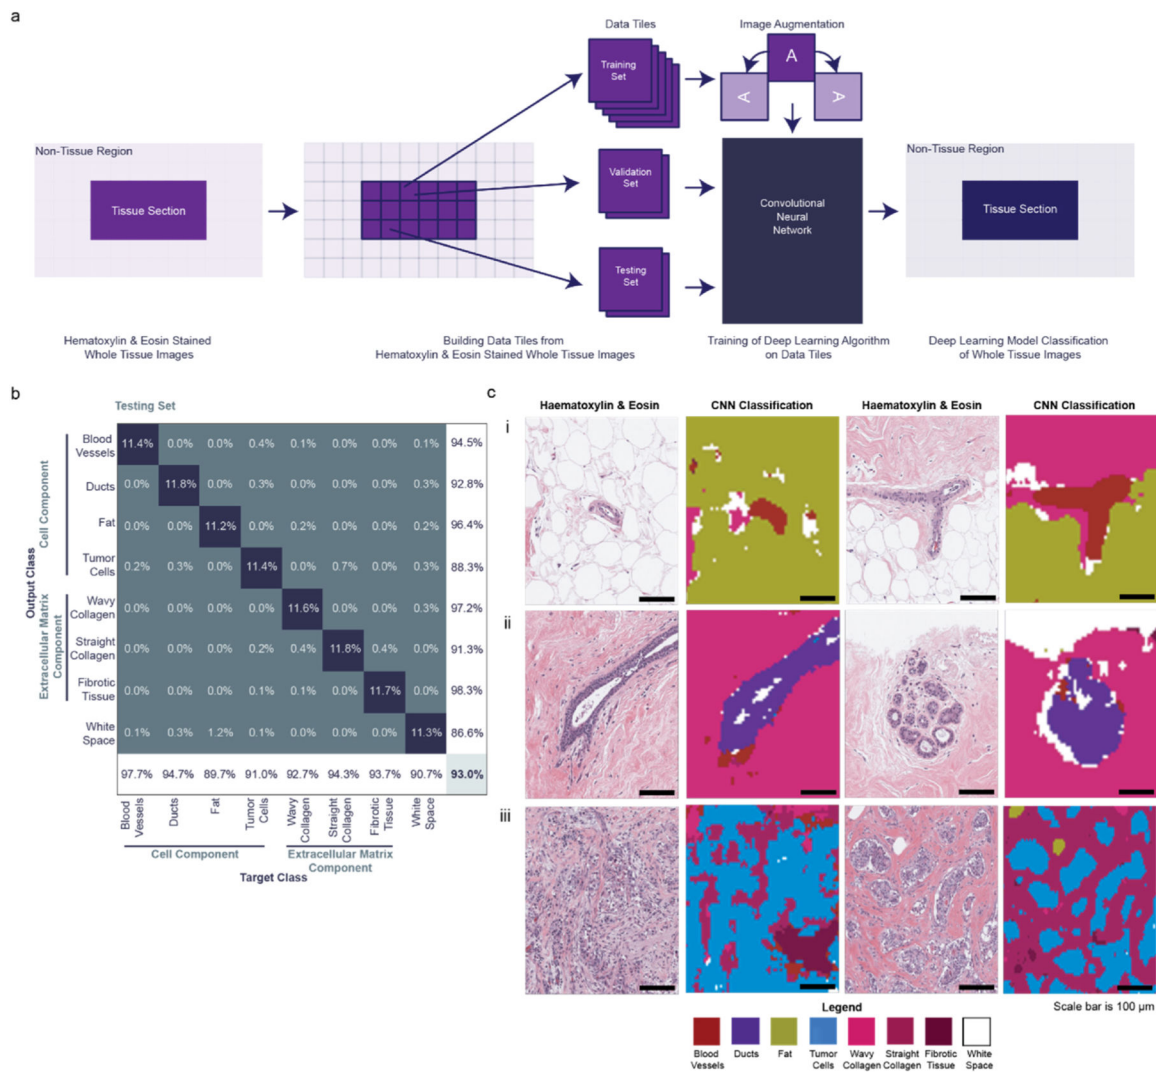 a
Data Tiles
Image Augmentation
Training
Set
A
A
A
Non-Tissue Region
Tissue Section
Validation
Set
Convolutional
Neural
Network
Non-Tissue Region
Tissue Section
Testing
Set
Hematoxylin & Eosin Stained
Whole Tissue Images
Building Data Tiles from
Hematoxylin & Eosin Stained Whole Tissue Images
Training of Deep Learning Algorithm
on Data Tiles
Deep Learning Model Classification
of Whole Tissue Images
b
Testing Set
Output Class
Cell Component
Extracellular Matrix
Component
Blood
Vessels
11.4% 0.0% 0.0% 0.4% 0.1% 0.0% 0.0% 0.1% 94.5%
Ducts
0.0% 11.8% 0.0% 0.3% 0.0% 0.0% 0.0% 0.3% 92.8%
Fat
0.0% 0.0% 11.2% 0.0% 0.2% 0.0% 0.0% 0.2% 96.4%
Tumor
Cells
0.2% 0.3% 0.0% 11.4% 0.0% 0.7% 0.0% 0.3% 88.3%
Wavy
Collagen
0.0% 0.0% 0.0% 0.0% 11.6% 0.0% 0.0% 0.3% 97.2%
Straight
Collagen
0.0% 0.0% 0.0% 0.2% 0.4% 11.8% 0.4% 0.0% 91.3%
Fibrotic
Tissue
0.0% 0.0% 0.0% 0.1% 0.1% 0.0% 11.7% 0.0% 98.3%
White
Space
0.1% 0.3% 1.2% 0.1% 0.0% 0.0% 0.0% 11.3% 86.6%
97.7% 94.7% 89.7% 91.0% 92.7% 94.3% 93.7% 90.7% 93.0%
Blood
Vessels
Ducts
Fat
Tumor
Cells
Wavy
Collagen
Straight
Collagen
Fibrotic
Tissue
White
Space
Cell Component
Extracellular Matrix
Component
Target Class
c
Haematoxylin & Eosin
CNN Classification
Haematoxylin & Eosin
CNN Classification
i
ii
iii
Legend
Scale bar is 100 µm
Blood
Vessels
Ducts
Fat
Tumor
Cells
Wavy
Collagen
Straight
Collagen
Fibrotic
Tissue
White
Space